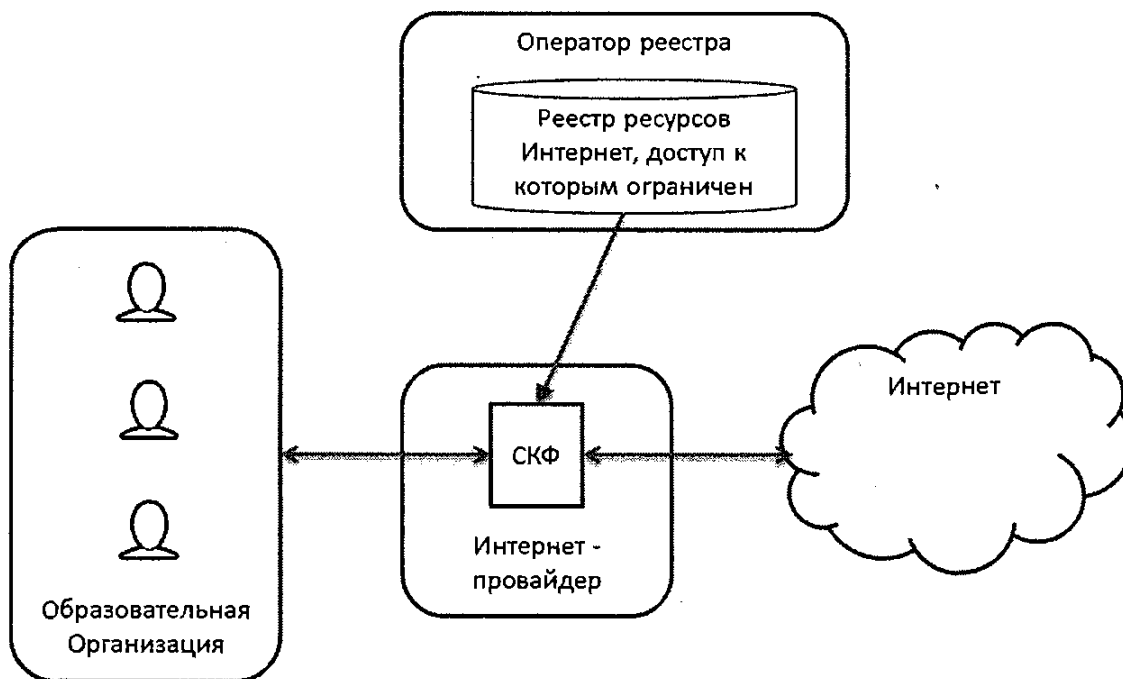 Оператор реестра
Реестр ресурсов
Интернет, доступ к
которым ограничен
Интернет
СКФ
Интернет -
провайдер
Образовательная
Организация